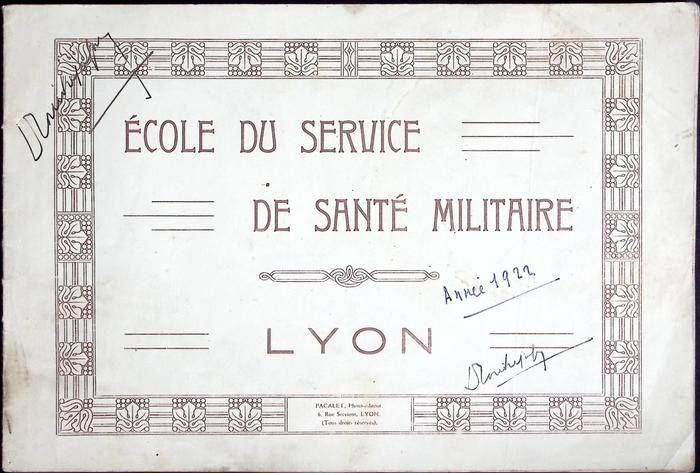 ÉCOLE DU SERVICE
DE SANTÉ MILITAIRE
Année 1922
LYON
PACALET, Photo-éditeur
6, Rue Servient, LYON.
(Tous droits réservés).